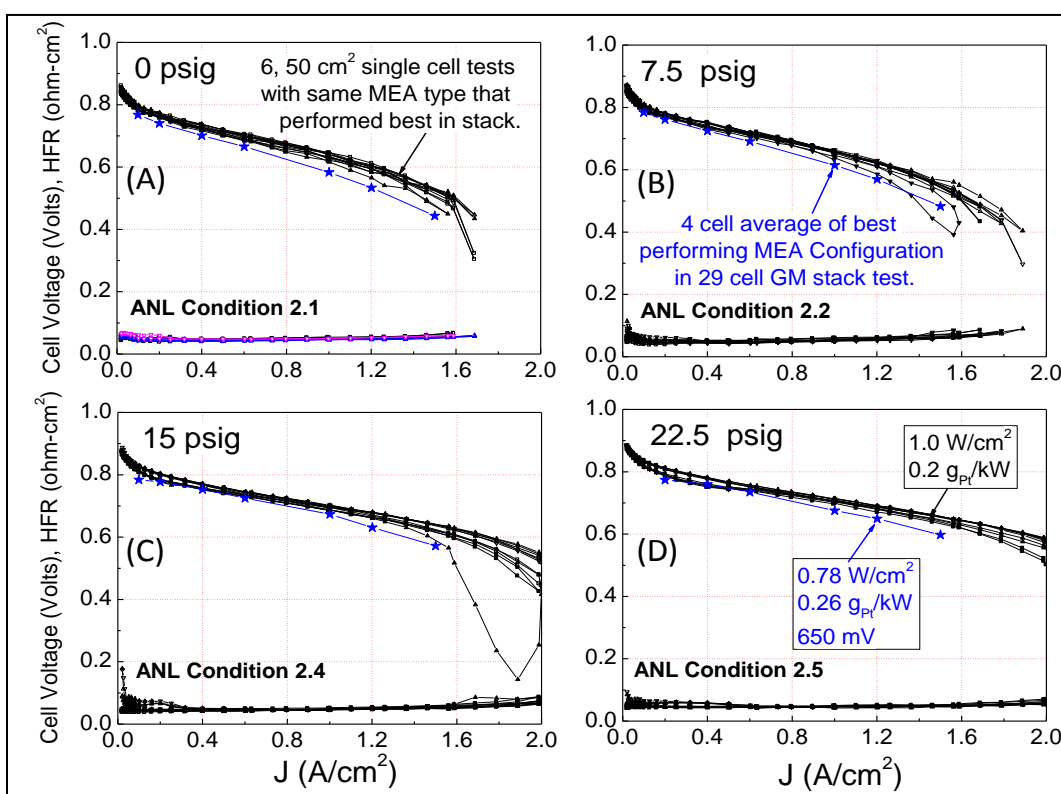 0 psig
6, 50 cm² single cell tests
with same MEA type that
performed best in stack.
(A)
ANL Condition 2.1
Cell Voltage (Volts), HFR (ohm-cm²)
1.0
0.8
0.6
0.4
0.2
0.0
0.0 0.4 0.8 1.2 1.6 2.0
7.5 psig
(B)
4 cell average of best
performing MEA Configuration
in 29 cell GM stack test.
ANL Condition 2.2
1.0
0.8
0.6
0.4
0.2
0.0
0.0 0.4 0.8 1.2 1.6 2.0
15 psig
(C)
ANL Condition 2.4
Cell Voltage (Volts), HFR (ohm-cm²)
1.0
0.8
0.6
0.4
0.2
0.0
0.0 0.4 0.8 1.2 1.6 2.0
J (A/cm²)
22.5 psig
1.0 W/cm²
0.2 gPt/kW
(D)
0.78 W/cm²
0.26 gPt/kW
650 mV
ANL Condition 2.5
1.0
0.8
0.6
0.4
0.2
0.0
0.0 0.4 0.8 1.2 1.6 2.0
J (A/cm²)